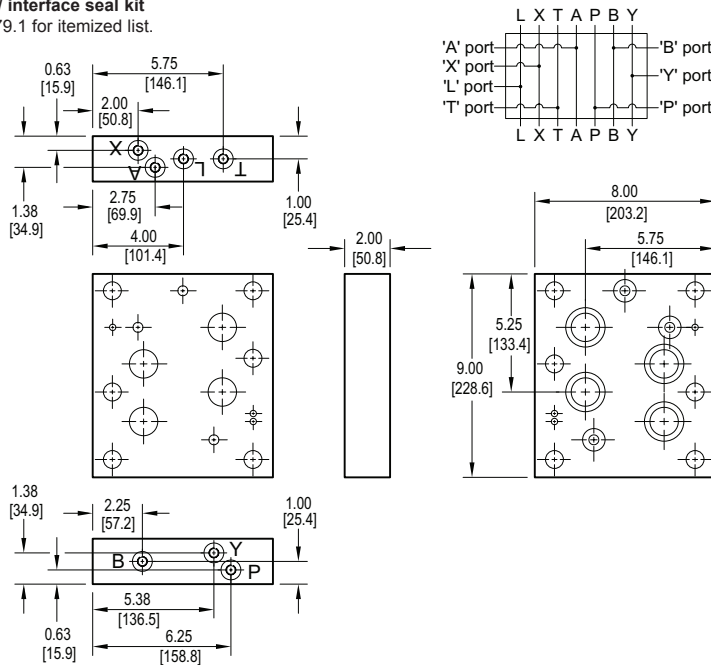 interface seal kit
9.1 for itemized list.
L X T A P B Y
'A' port
'X' port
'L' port
'T' port
'B' port
'Y' port
'P' port
L X T A P B Y
0.63
[15.9]
5.75
[146.1]
2.00
[50.8]
X
A
L
T
1.38
[34.9]
2.75
[69.9]
4.00
[101.4]
1.00
[25.4]
2.00
[50.8]
8.00
[203.2]
5.75
[146.1]
5.25
[133.4]
9.00
[228.6]
1.38
[34.9]
2.25
[57.2]
1.00
[25.4]
B
Y
P
5.38
[136.5]
0.63
[15.9]
6.25
[158.8]